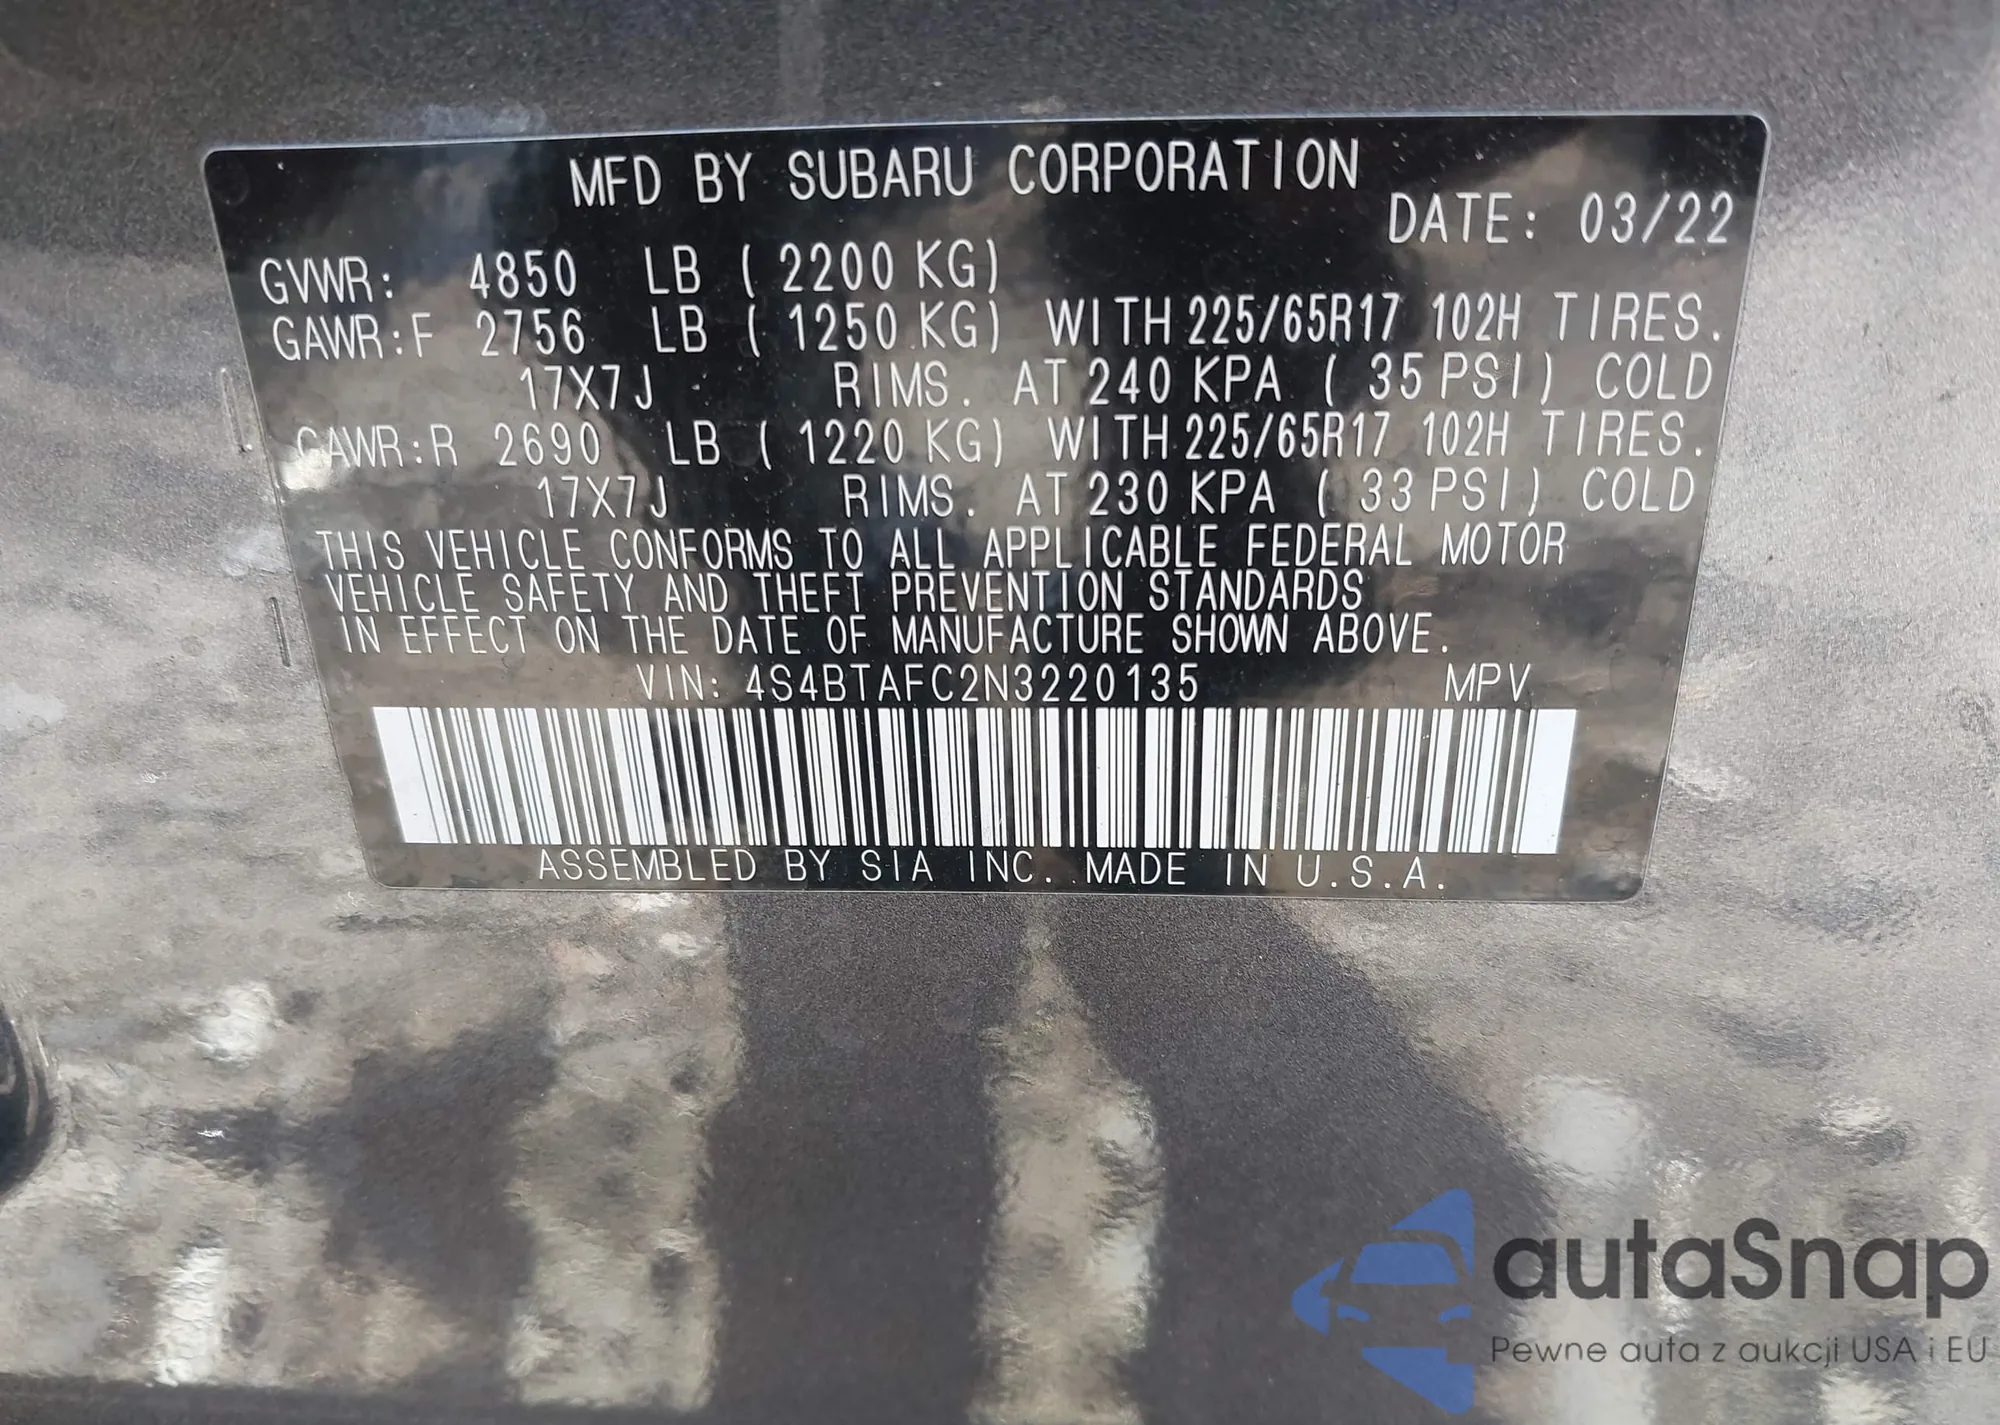 MFD BY SUBARU CORPORATION
DATE: 03/22
GVWR: 4850 LB ( 2200 KG)
GAWR:F 2756 LB ( 1250 KG) WITH 225/65R17 102H TIRES.
17X7J RIMS. AT 240 KPA ( 35 PSI) COLD
GAWR:R 2690 LB ( 1220 KG) WITH 225/65R17 102H TIRES.
17X7J RIMS. AT 230 KPA ( 33 PSI) COLD
THIS VEHICLE CONFORMS TO ALL APPLICABLE FEDERAL MOTOR
VEHICLE SAFETY AND THEFT PREVENTION STANDARDS
IN EFFECT ON THE DATE OF MANUFACTURE SHOWN ABOVE.
VIN: 4S4BTAFC2N3220135 MPV
ASSEMBLED BY SIA INC. MADE IN U.S.A.
autaSnap
Pewne auta z aukcji USA i EU